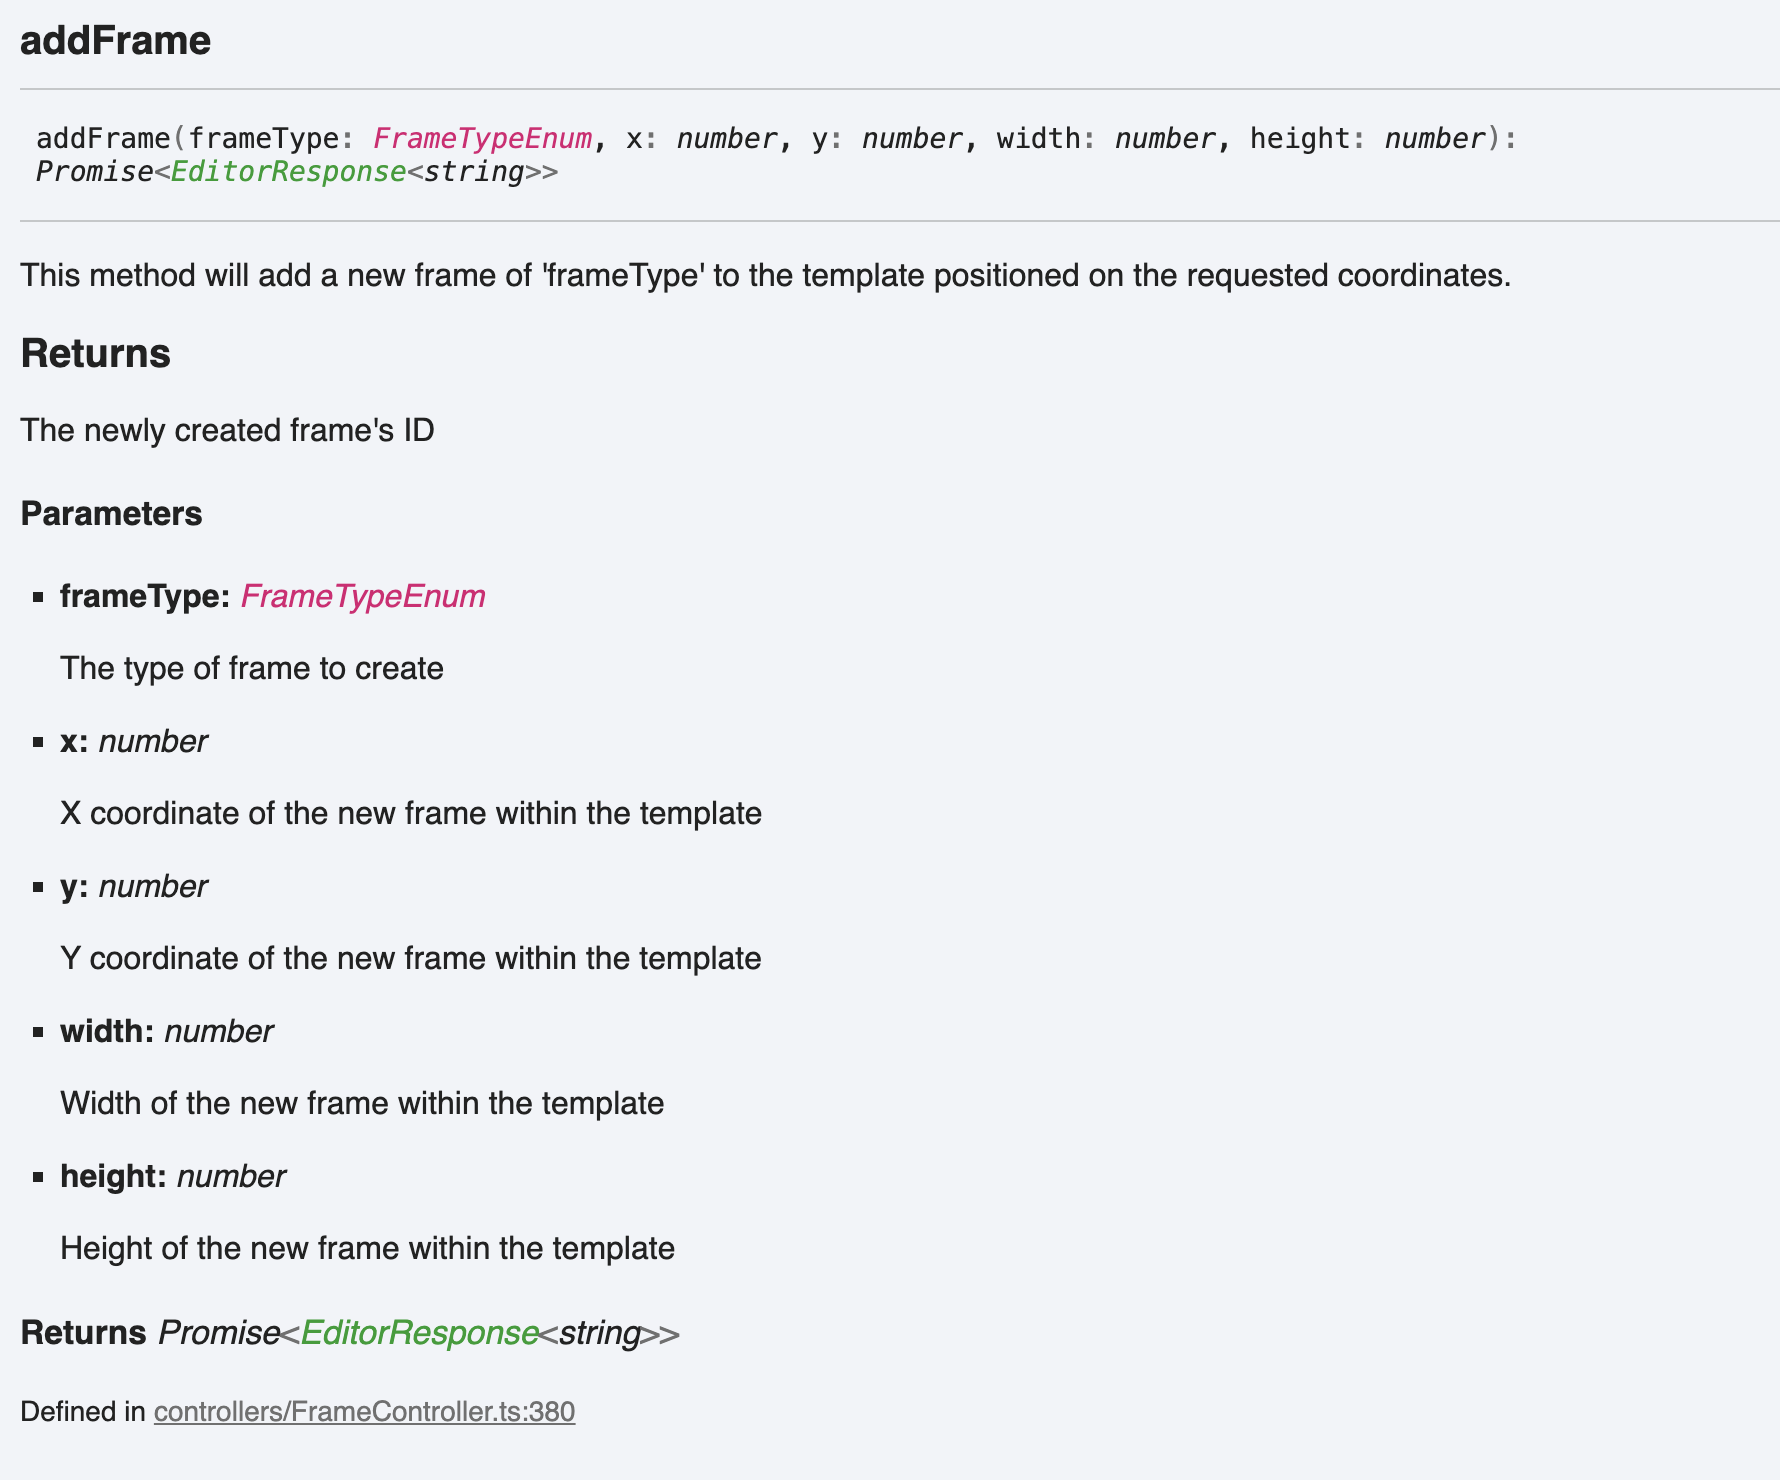 addFrame
addFrame(frameType: FrameTypeEnum, x: number, y: number, width: number, height: number):
Promise<EditorResponse<string>>
This method will add a new frame of 'frameType' to the template positioned on the requested coordinates.
Returns
The newly created frame's ID
Parameters
▪ frameType: FrameTypeEnum
The type of frame to create
▪ x: number
X coordinate of the new frame within the template
▪ y: number
Y coordinate of the new frame within the template
▪ width: number
Width of the new frame within the template
▪ height: number
Height of the new frame within the template
Returns Promise<EditorResponse<string>>
Defined in controllers/FrameController.ts:380